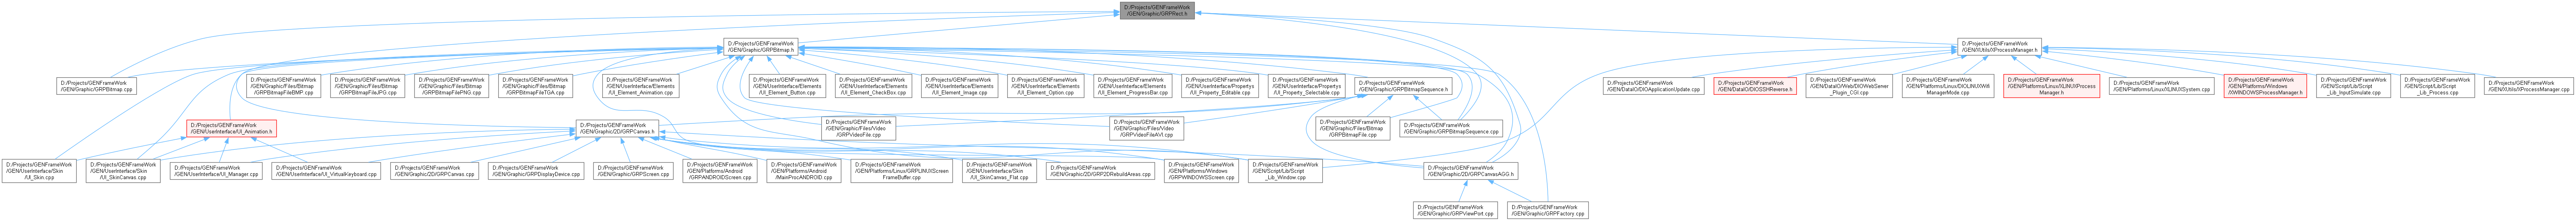 D:/Projects/GENFrameWork
/GEN/Graphic/GRPRect.h
D:/Projects/GENFrameWork
/GEN/Graphic/GRPBitmap.h
D:/Projects/GENFrameWork
/GEN/XUtils/XProcessManager.h
D:/Projects/GENFrameWork
/GEN/Graphic/GRPBitmap.cpp
D:/Projects/GENFrameWork
/GEN/Graphic/Files/Bitmap
/GRPBitmapFileBMP.cpp
D:/Projects/GENFrameWork
/GEN/Graphic/Files/Bitmap
/GRPBitmapFileJPG.cpp
D:/Projects/GENFrameWork
/GEN/Graphic/Files/Bitmap
/GRPBitmapFilePNG.cpp
D:/Projects/GENFrameWork
/GEN/Graphic/Files/Bitmap
/GRPBitmapFileTGA.cpp
D:/Projects/GENFrameWork
/GEN/UserInterface/Elements
/UI_Element_Animation.cpp
D:/Projects/GENFrameWork
/GEN/UserInterface/Elements
/UI_Element_Button.cpp
D:/Projects/GENFrameWork
/GEN/UserInterface/Elements
/UI_Element_CheckBox.cpp
D:/Projects/GENFrameWork
/GEN/UserInterface/Elements
/UI_Element_Image.cpp
D:/Projects/GENFrameWork
/GEN/UserInterface/Elements
/UI_Element_Option.cpp
D:/Projects/GENFrameWork
/GEN/UserInterface/Elements
/UI_Element_ProgressBar.cpp
D:/Projects/GENFrameWork
/GEN/UserInterface/Propertys
/UI_Property_Editable.cpp
D:/Projects/GENFrameWork
/GEN/UserInterface/Propertys
/UI_Property_Selectable.cpp
D:/Projects/GENFrameWork
/GEN/Graphic/GRPBitmapSequence.h
D:/Projects/GENFrameWork
/GEN/DataIO/DIOApplicationUpdate.cpp
D:/Projects/GENFrameWork
/GEN/DataIO/DIOSSHReverse.h
D:/Projects/GENFrameWork
/GEN/DataIO/Web/DIOWebSener
_Plugin_CGI.cpp
D:/Projects/GENFrameWork
/GEN/Platforms/Linux/DIOLINUXWifi
ManagerMode.cpp
D:/Projects/GENFrameWork
/GEN/Platforms/Linux/XLINUXProcess
Manager.h
D:/Projects/GENFrameWork
/GEN/Platforms/Linux/XLINUXSystem.cpp
D:/Projects/GENFrameWork
/GEN/Platforms/Windows
/XWINDOWSProcessManager.h
D:/Projects/GENFrameWork
/GEN/Script/Lib/Script
_Lib_InputSimulate.cpp
D:/Projects/GENFrameWork
/GEN/Script/Lib/Script
_Lib_Process.cpp
D:/Projects/GENFrameWork
/GEN/XUtils/XProcessManager.cpp
D:/Projects/GENFrameWork
/GEN/UserInterface/UI_Animation.h
D:/Projects/GENFrameWork
/GEN/Graphic/2D/GRPCanvas.h
D:/Projects/GENFrameWork
/GEN/Graphic/Files/Video
/GRPVideoFile.cpp
D:/Projects/GENFrameWork
/GEN/Graphic/Files/Video
/GRPVideoFileAVI.cpp
D:/Projects/GENFrameWork
/GEN/Graphic/Files/Bitmap
/GRPBitmapFile.cpp
D:/Projects/GENFrameWork
/GEN/Graphic/GRPBitmapSequence.cpp
D:/Projects/GENFrameWork
/GEN/UserInterface/Skin
/UI_Skin.cpp
D:/Projects/GENFrameWork
/GEN/UserInterface/Skin
/UI_SkinCanvas.cpp
D:/Projects/GENFrameWork
/GEN/UserInterface/UI_Manager.cpp
D:/Projects/GENFrameWork
/GEN/UserInterface/UI_VirtualKeyboard.cpp
D:/Projects/GENFrameWork
/GEN/Graphic/2D/GRPCanvas.cpp
D:/Projects/GENFrameWork
/GEN/Graphic/GRPDisplayDevice.cpp
D:/Projects/GENFrameWork
/GEN/Graphic/GRPScreen.cpp
D:/Projects/GENFrameWork
/GEN/Platforms/Android
/GRPANDROIDScreen.cpp
D:/Projects/GENFrameWork
/GEN/Platforms/Android
/MainProcANDROID.cpp
D:/Projects/GENFrameWork
/GEN/Platforms/Linux/GRPLINUXScreen
FrameBuffer.cpp
D:/Projects/GENFrameWork
/GEN/UserInterface/Skin
/UI_SkinCanvas_Flat.cpp
D:/Projects/GENFrameWork
/GEN/Graphic/2D/GRP2DRebuildAreas.cpp
D:/Projects/GENFrameWork
/GEN/Platforms/Windows
/GRPWINDOWSScreen.cpp
D:/Projects/GENFrameWork
/GEN/Script/Lib/Script
_Lib_Window.cpp
D:/Projects/GENFrameWork
/GEN/Graphic/2D/GRPCanvasAGG.h
D:/Projects/GENFrameWork
/GEN/Graphic/GRPViewPort.cpp
D:/Projects/GENFrameWork
/GEN/Graphic/GRPFactory.cpp